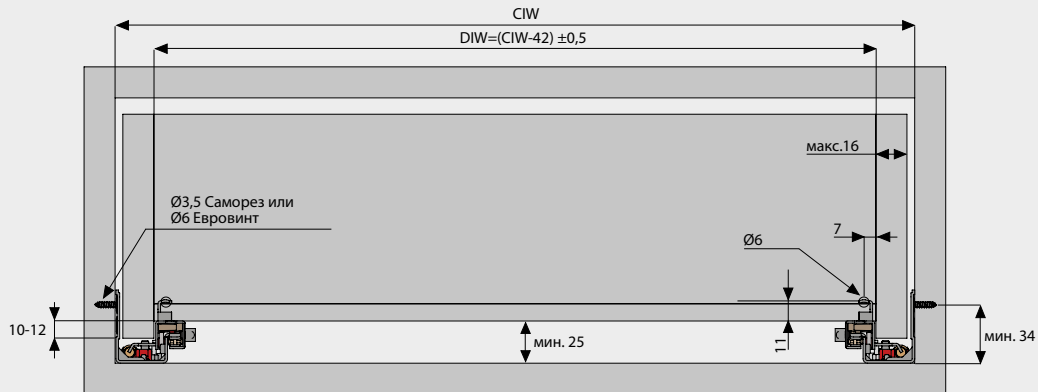 CIW
DIW=(CIW-42) ±0,5
макс.16
Ø3,5 Саморез или
Ø6 Евровинт
7
Ø6
10-12
мин. 25
11
мин. 34